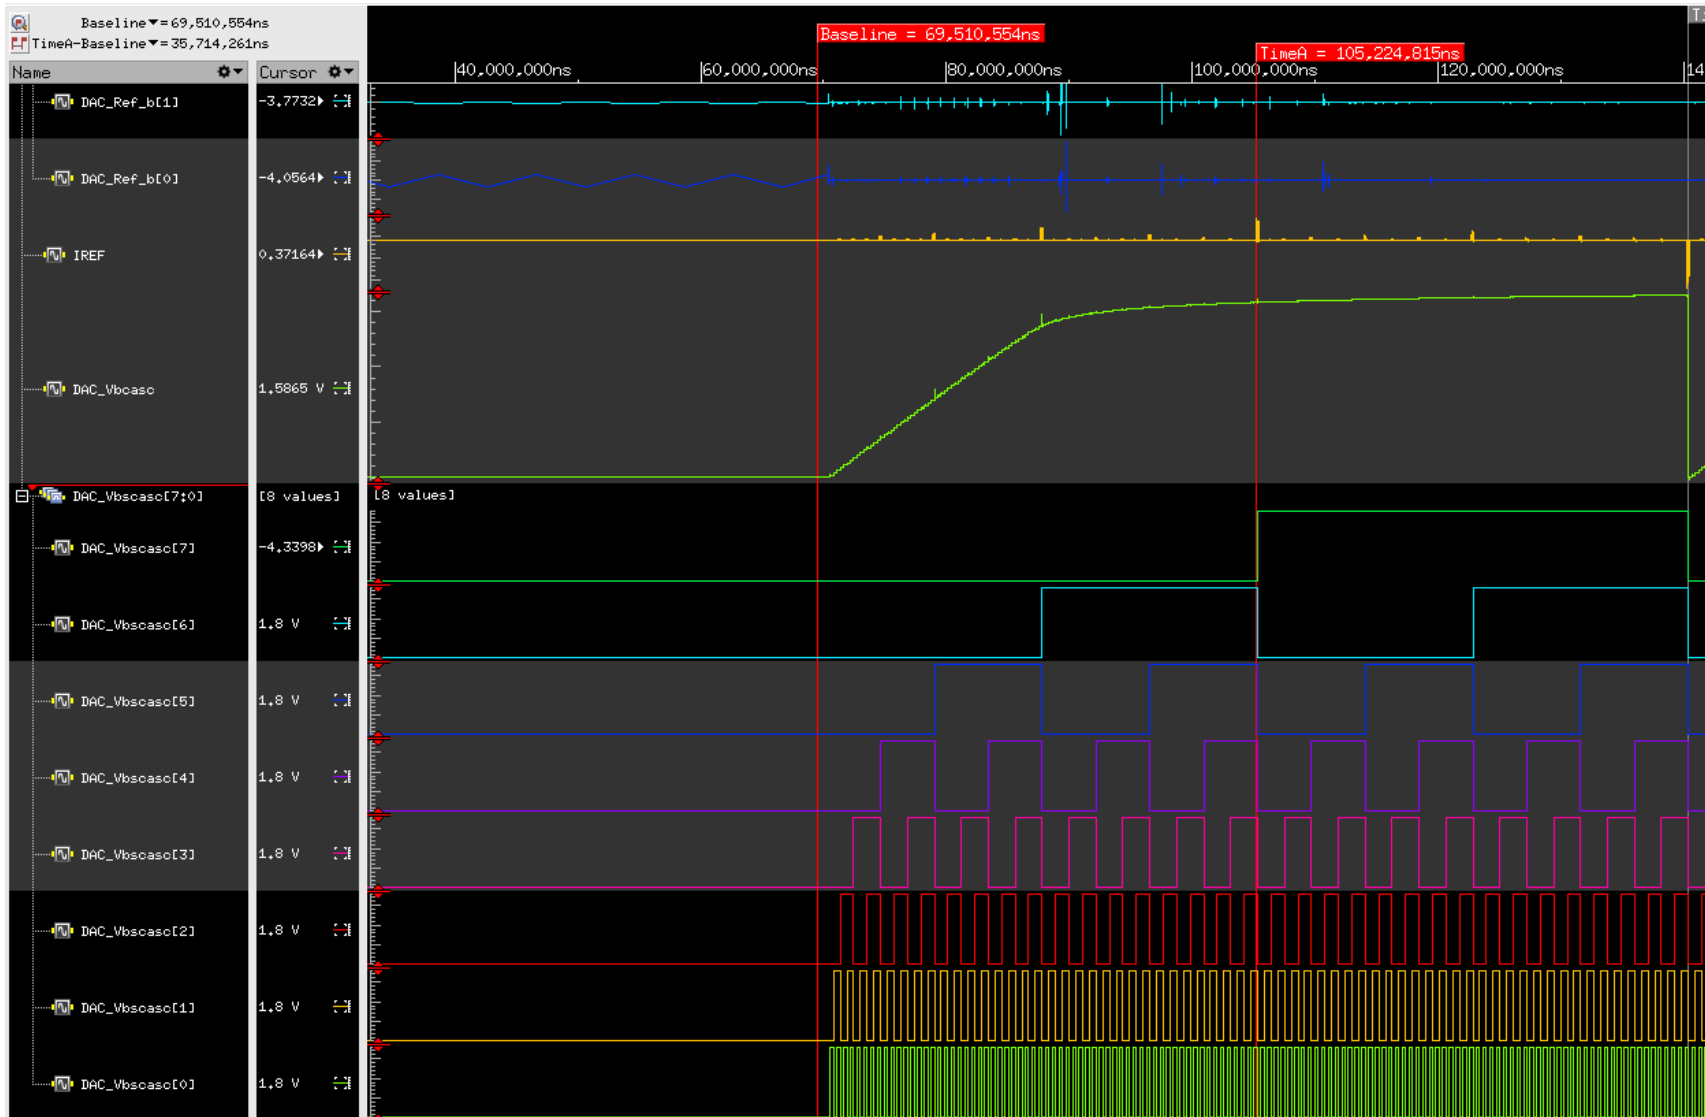 Baseline▼=69,510,554ns
TimeA-Baseline▼=35,714,261ns
Baseline = 69,510,554ns
TimeA = 105,224,815ns
Name Cursor
40,000,000ns 60,000,000ns 80,000,000ns 100,000,000ns 120,000,000ns 14
DAC_Ref_b[1] -3.7732
DAC_Ref_b[0] -4.0564
IREF 0.37164
DAC_Vbcasc 1.5865 V
DAC_Vbscasc[7:0] [8 values] [8 values]
DAC_Vbscasc[7] -4.3398
DAC_Vbscasc[6] 1.8 V
DAC_Vbscasc[5] 1.8 V
DAC_Vbscasc[4] 1.8 V
DAC_Vbscasc[3] 1.8 V
DAC_Vbscasc[2] 1.8 V
DAC_Vbscasc[1] 1.8 V
DAC_Vbscasc[0] 1.8 V